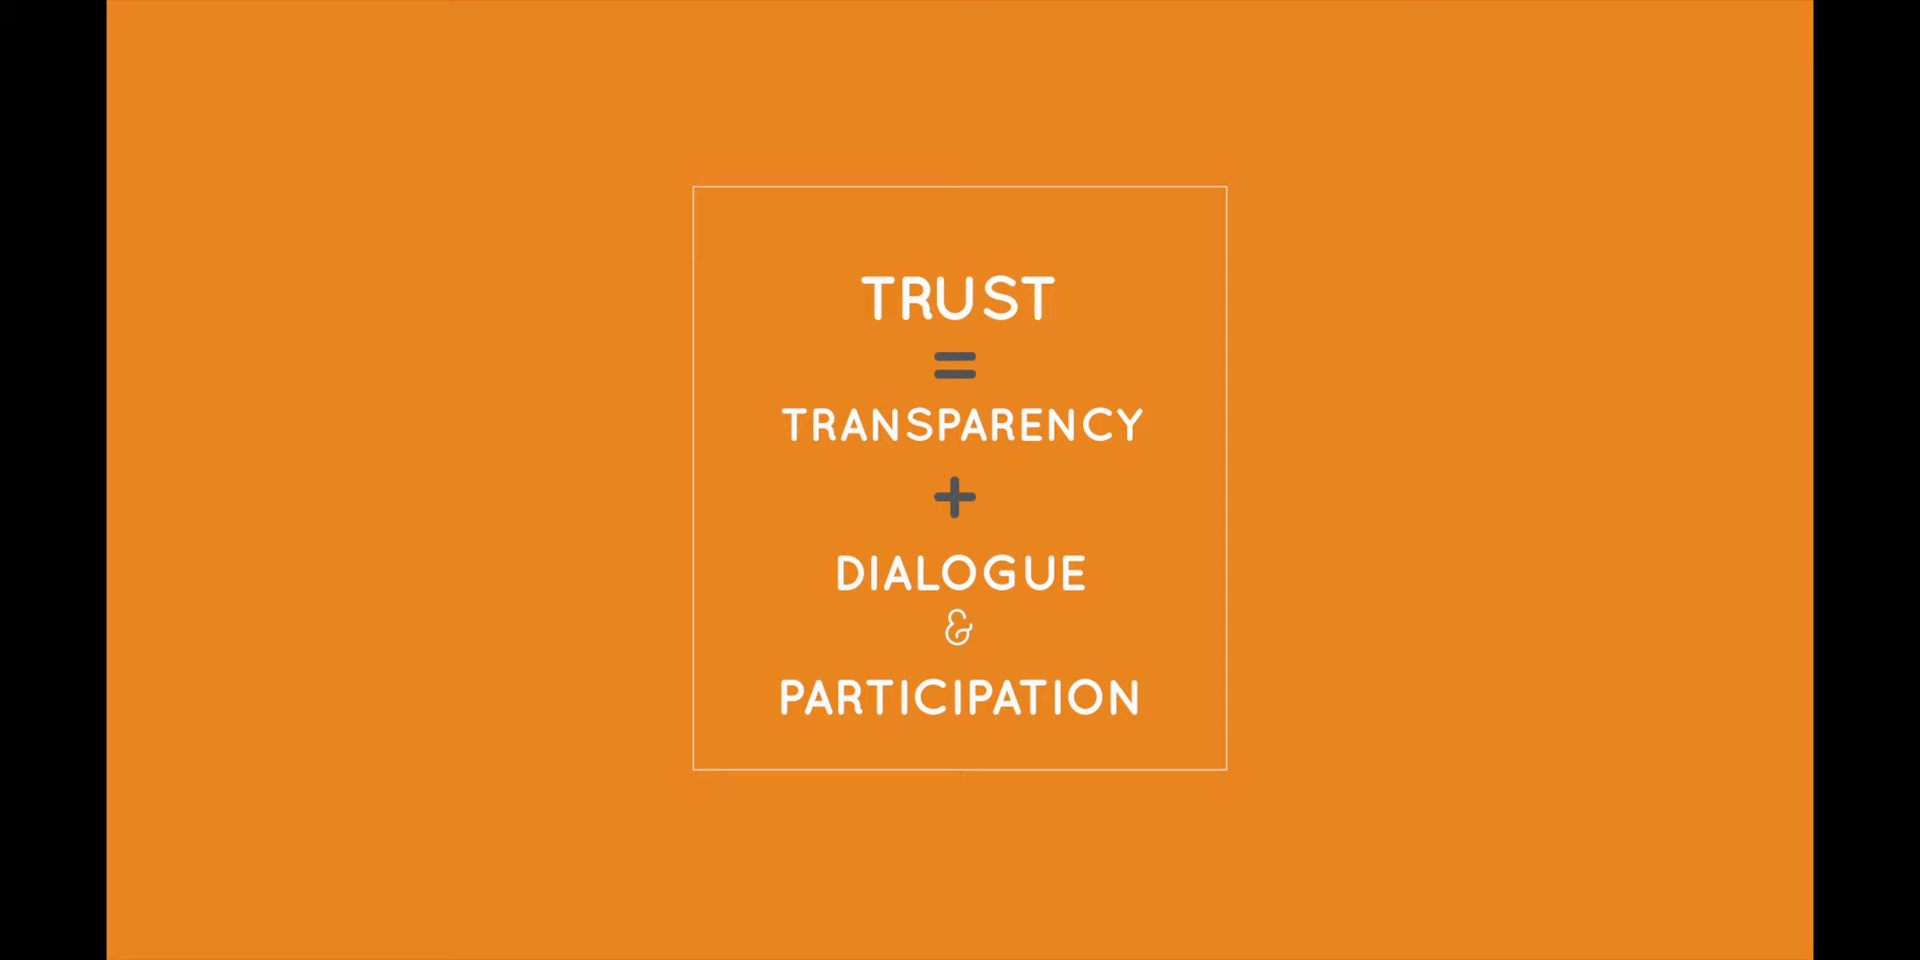 TRUST
=
TRANSPARENCY
+
DIALOGUE
&
PARTICIPATION